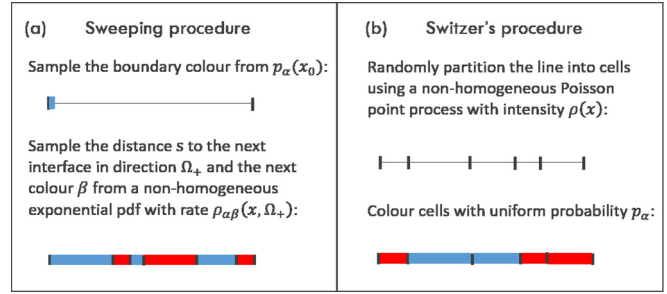 (a) Sweeping procedure
Sample the boundary colour from pα(x₀):
Sample the distance s to the next
interface in direction Ω₊ and the next
colour β from a non-homogeneous
exponential pdf with rate ραβ(x, Ω₊):
(b) Switzer's procedure
Randomly partition the line into cells
using a non-homogeneous Poisson
point process with intensity ρ(x):
Colour cells with uniform probability pα: